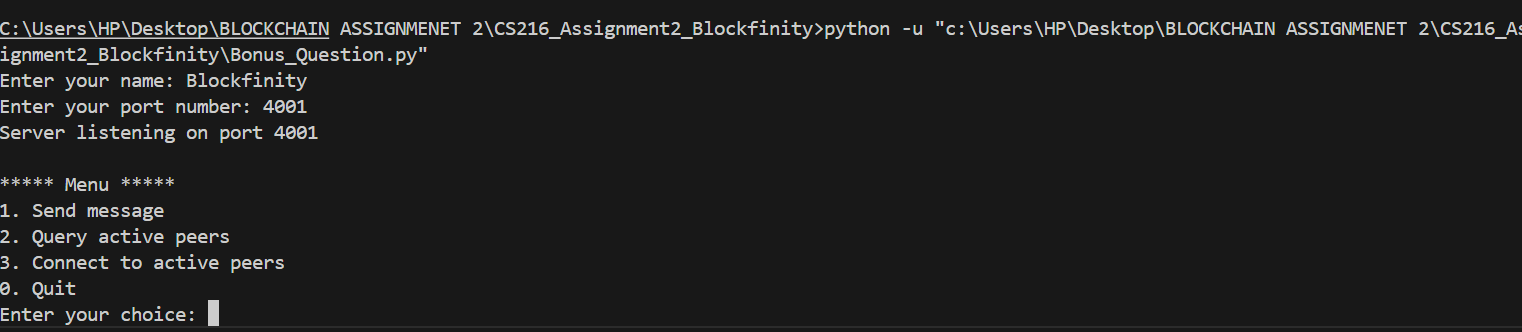 C:\Users\HP\Desktop\BLOCKCHAIN ASSIGNMENET 2\CS216_Assignment2_Blockfinity>python -u "c:\Users\HP\Desktop\BLOCKCHAIN ASSIGNMENET 2\CS216_As
ignment2_Blockfinity\Bonus_Question.py"
Enter your name: Blockfinity
Enter your port number: 4001
Server listening on port 4001
***** Menu *****
1. Send message
2. Query active peers
3. Connect to active peers
0. Quit
Enter your choice: